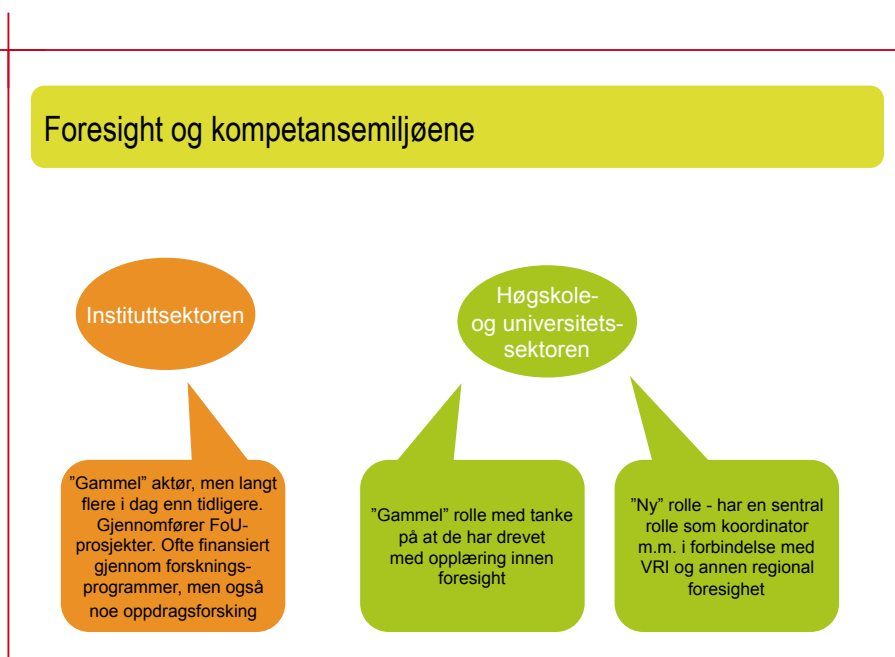 Foresight og kompetansemiljøene
Instituttsektoren
Høgskole-
og universitets-
sektoren
”Gammel” aktør, men langt
flere i dag enn tidligere.
Gjennomfører FoU-
prosjekter. Ofte finansiert
gjennom forsknings-
programmer, men også
noe oppdragsforsking
”Gammel” rolle med tanke
på at de har drevet
med opplæring innen
foresight
”Ny” rolle - har en sentral
rolle som koordinator
m.m. i forbindelse med
VRI og annen regional
foresighet